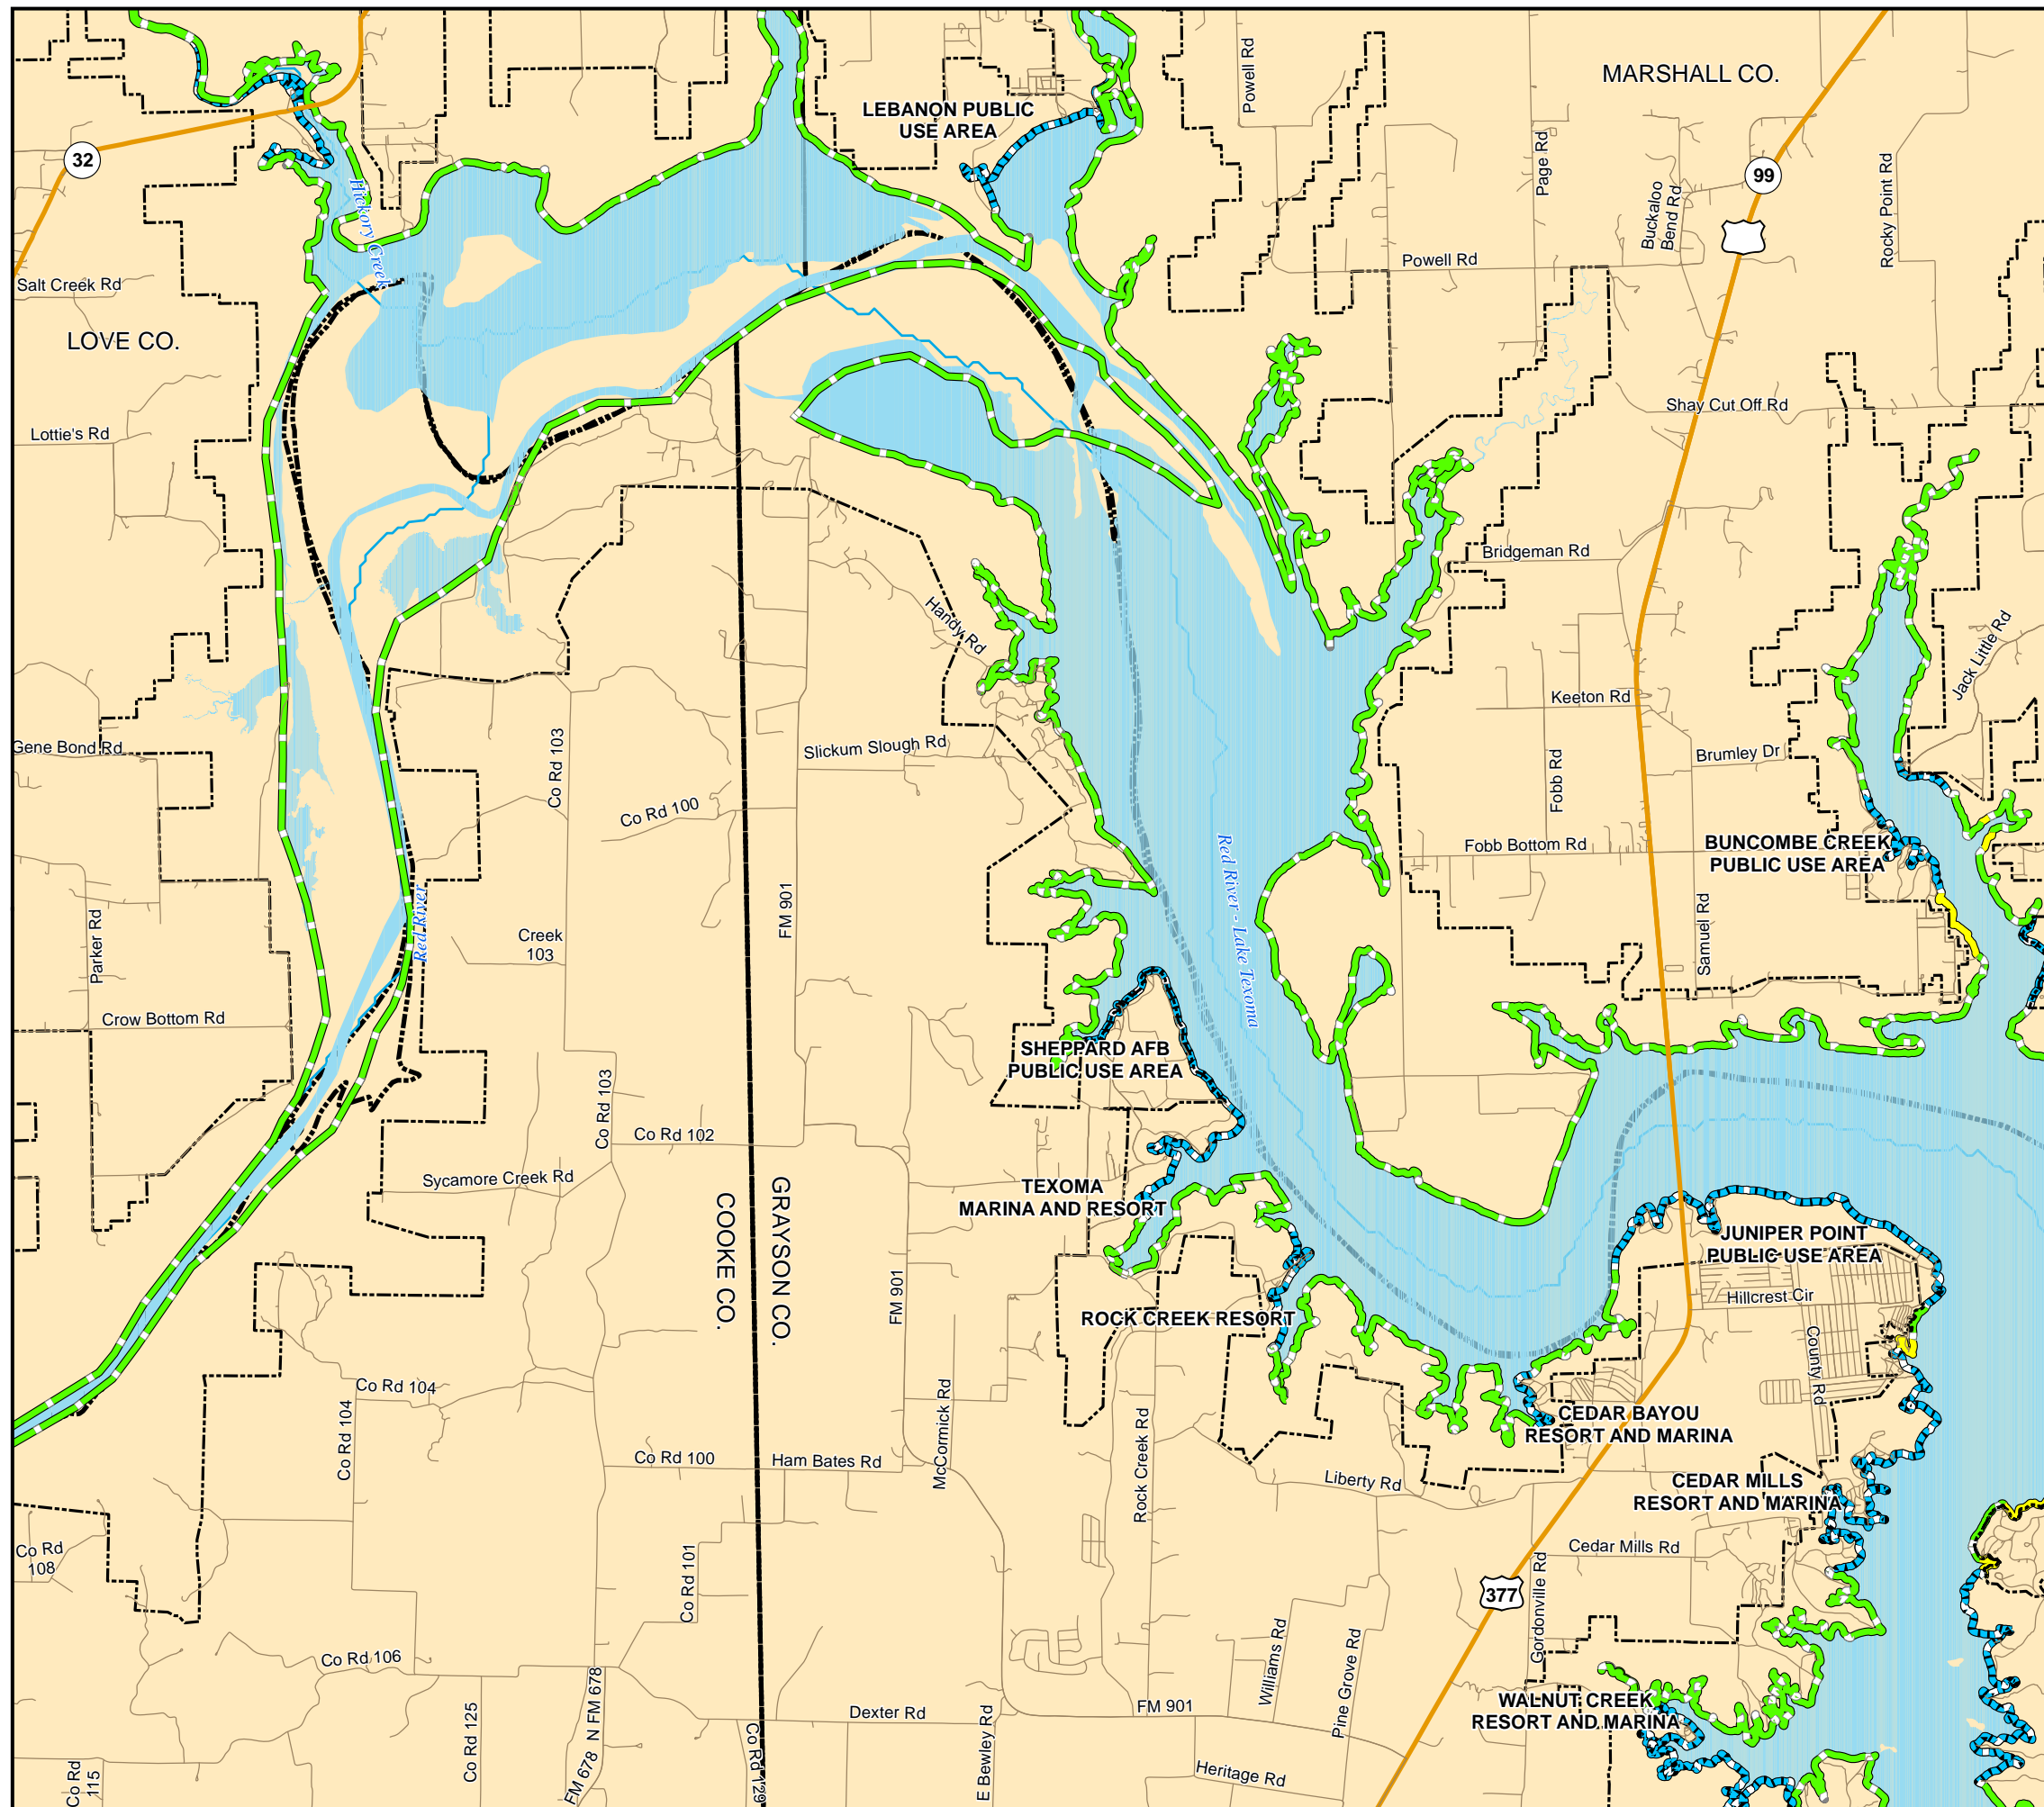 MARSHALL CO.
LEBANON PUBLIC
USE AREA
Powell Rd
Page Rd
Buckaloo
Bend Rd
99
Rocky Point Rd
32
Hickory Creek
Salt Creek Rd
LOVE CO.
Powell Rd
Lottie's Rd
Shay Cut Off Rd
Bridgeman Rd
Handy Rd
Jack Little Rd
Keeton Rd
Gene Bond Rd
Co Rd 103
Slickum Slough Rd
Fobb Rd
Brumley Dr
Co Rd 100
Fobb Bottom Rd
BUNCOMBE CREEK
PUBLIC USE AREA
Red River
Red River - Lake Texoma
FM 901
Parker Rd
Creek
103
Samuel Rd
Crow Bottom Rd
SHEPPARD AFB
PUBLIC USE AREA
Co Rd 103
Co Rd 102
Sycamore Creek Rd
COOKE CO.
GRAYSON CO.
TEXOMA
MARINA AND RESORT
JUNIPER POINT
PUBLIC USE AREA
FM 901
ROCK CREEK RESORT
Hillcrest Cir
County Rd
Co Rd 104
Co Rd 104
McCormick Rd
Rock Creek Rd
CEDAR BAYOU
RESORT AND MARINA
Co Rd 100
Ham Bates Rd
Liberty Rd
CEDAR MILLS
RESORT AND MARINA
Co Rd
108
Co Rd 101
Cedar Mills Rd
377
Gordonville Rd
Co Rd 106
Williams Rd
Pine Grove Rd
WALNUT CREEK
RESORT AND MARINA
N FM 678
FM 678
Co Rd 125
Dexter Rd
FM 901
Co Rd 129
E Bewley Rd
Heritage Rd
Co Rd
115